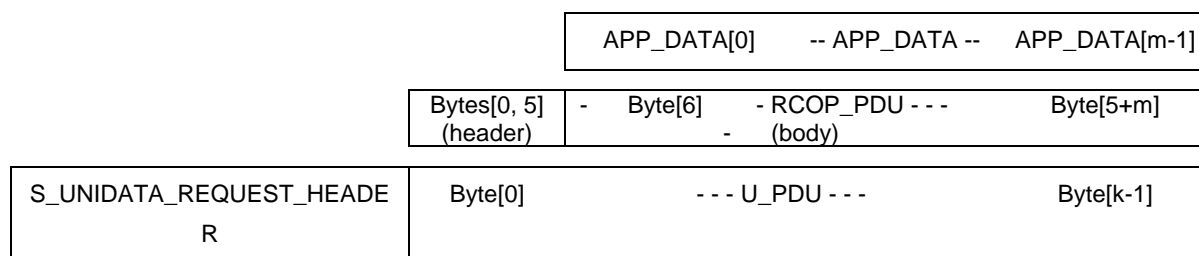 APP_DATA[0] -- APP_DATA -- APP_DATA[m-1]
Bytes[0, 5] - Byte[6] - RCOP_PDU - - - Byte[5+m]
(header) - (body)
S_UNIDATA_REQUEST_HEADE Byte[0] - - - U_PDU - - - Byte[k-1]
R